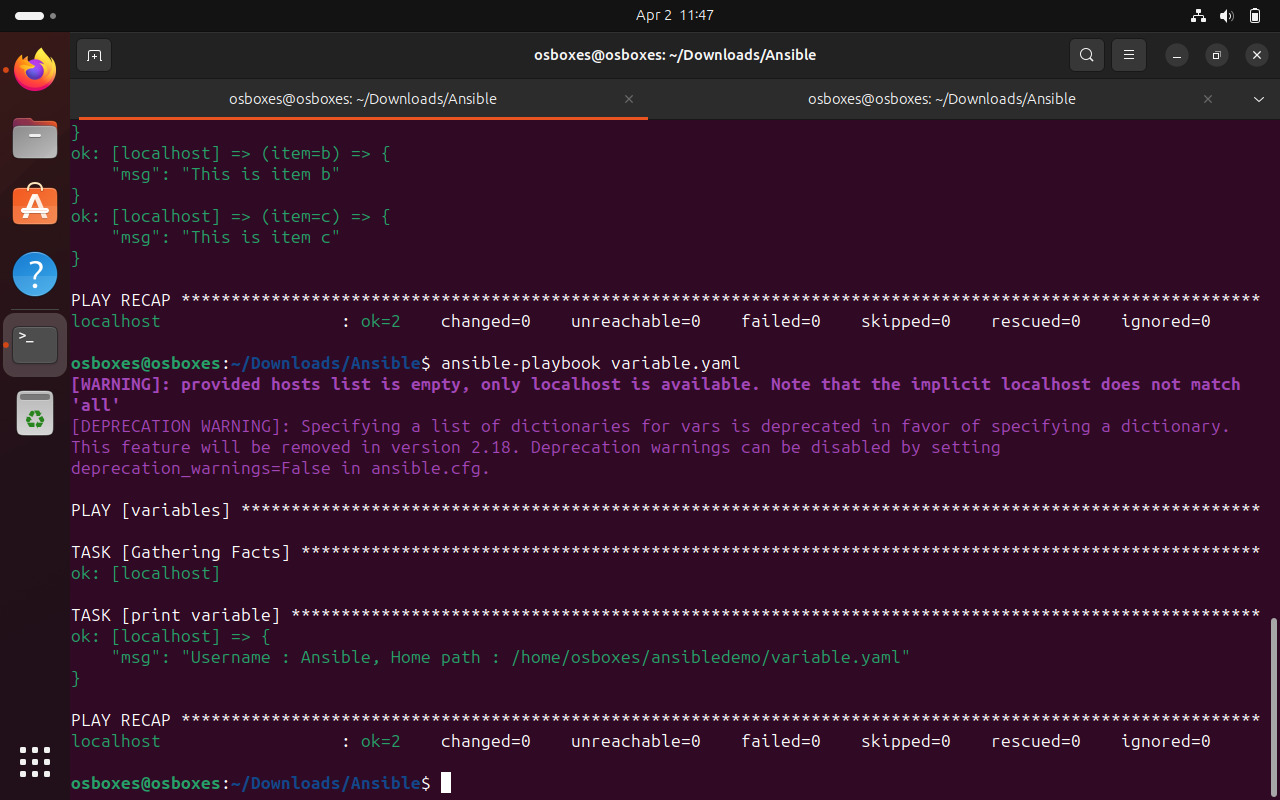 Apr 2 11:47
osboxes@osboxes: ~/Downloads/Ansible
osboxes@osboxes: ~/Downloads/Ansible
osboxes@osboxes: ~/Downloads/Ansible
}
ok: [localhost] => (item=b) => {
    "msg": "This is item b"
}
ok: [localhost] => (item=c) => {
    "msg": "This is item c"
}
PLAY RECAP ************************************************************************************************************
localhost                  : ok=2    changed=0    unreachable=0    failed=0    skipped=0    rescued=0    ignored=0
osboxes@osboxes:~/Downloads/Ansible$ ansible-playbook variable.yaml
[WARNING]: provided hosts list is empty, only localhost is available. Note that the implicit localhost does not match
'all'
[DEPRECATION WARNING]: Specifying a list of dictionaries for vars is deprecated in favor of specifying a dictionary.
This feature will be removed in version 2.18. Deprecation warnings can be disabled by setting
deprecation_warnings=False in ansible.cfg.
PLAY [variables] ******************************************************************************************************
TASK [Gathering Facts] ************************************************************************************************
ok: [localhost]
TASK [print variable] *************************************************************************************************
ok: [localhost] => {
    "msg": "Username : Ansible, Home path : /home/osboxes/ansibledemo/variable.yaml"
}
PLAY RECAP ************************************************************************************************************
localhost                  : ok=2    changed=0    unreachable=0    failed=0    skipped=0    rescued=0    ignored=0
osboxes@osboxes:~/Downloads/Ansible$